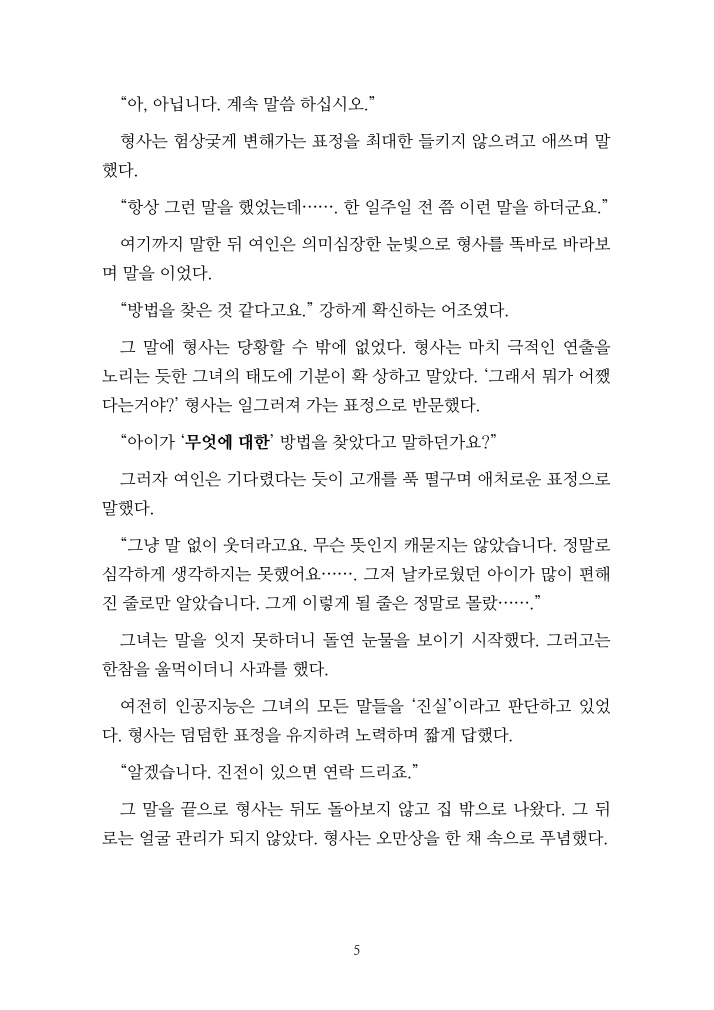 “아, 아닙니다. 계속 말씀 하십시오.”
형사는 험상궂게 변해가는 표정을 최대한 들키지 않으려고 애쓰며 말
했다.
“항상 그런 말을 했었는데……. 한 일주일 전 쯤 이런 말을 하더군요.”
여기까지 말한 뒤 여인은 의미심장한 눈빛으로 형사를 똑바로 바라보
며 말을 이었다.
“방법을 찾은 것 같다고요.” 강하게 확신하는 어조였다.
그 말에 형사는 당황할 수 밖에 없었다. 형사는 마치 극적인 연출을
노리는 듯한 그녀의 태도에 기분이 확 상하고 말았다. ‘그래서 뭐가 어쨌
다는거야?’ 형사는 일그러져 가는 표정으로 반문했다.
“아이가 ‘무엇에 대한’ 방법을 찾았다고 말하던가요?”
그러자 여인은 기다렸다는 듯이 고개를 푹 떨구며 애처로운 표정으로
말했다.
“그냥 말 없이 웃더라고요. 무슨 뜻인지 캐묻지는 않았습니다. 정말로
심각하게 생각하지는 못했어요……. 그저 날카로웠던 아이가 많이 편해
진 줄로만 알았습니다. 그게 이렇게 될 줄은 정말로 몰랐…….”
그녀는 말을 잇지 못하더니 돌연 눈물을 보이기 시작했다. 그러고는
한참을 울먹이더니 사과를 했다.
여전히 인공지능은 그녀의 모든 말들을 ‘진실’이라고 판단하고 있었
다. 형사는 덤덤한 표정을 유지하려 노력하며 짧게 답했다.
“알겠습니다. 진전이 있으면 연락 드리죠.”
그 말을 끝으로 형사는 뒤도 돌아보지 않고 집 밖으로 나왔다. 그 뒤
로는 얼굴 관리가 되지 않았다. 형사는 오만상을 한 채 속으로 푸념했다.
5